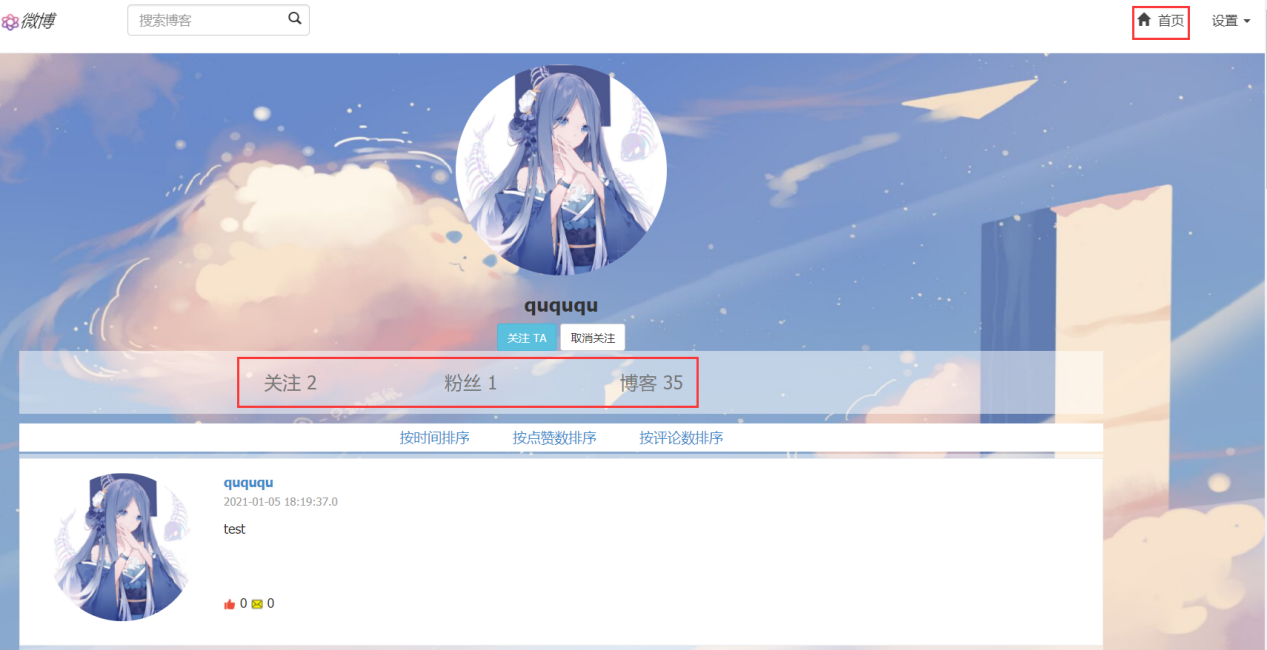 微博 搜索博客 首页 设置
quququ
关注 TA 取消关注
关注 2 粉丝 1 博客 35
按时间排序 按点赞数排序 按评论数排序
quququ
2021-01-05 18:19:37.0
test
0 0